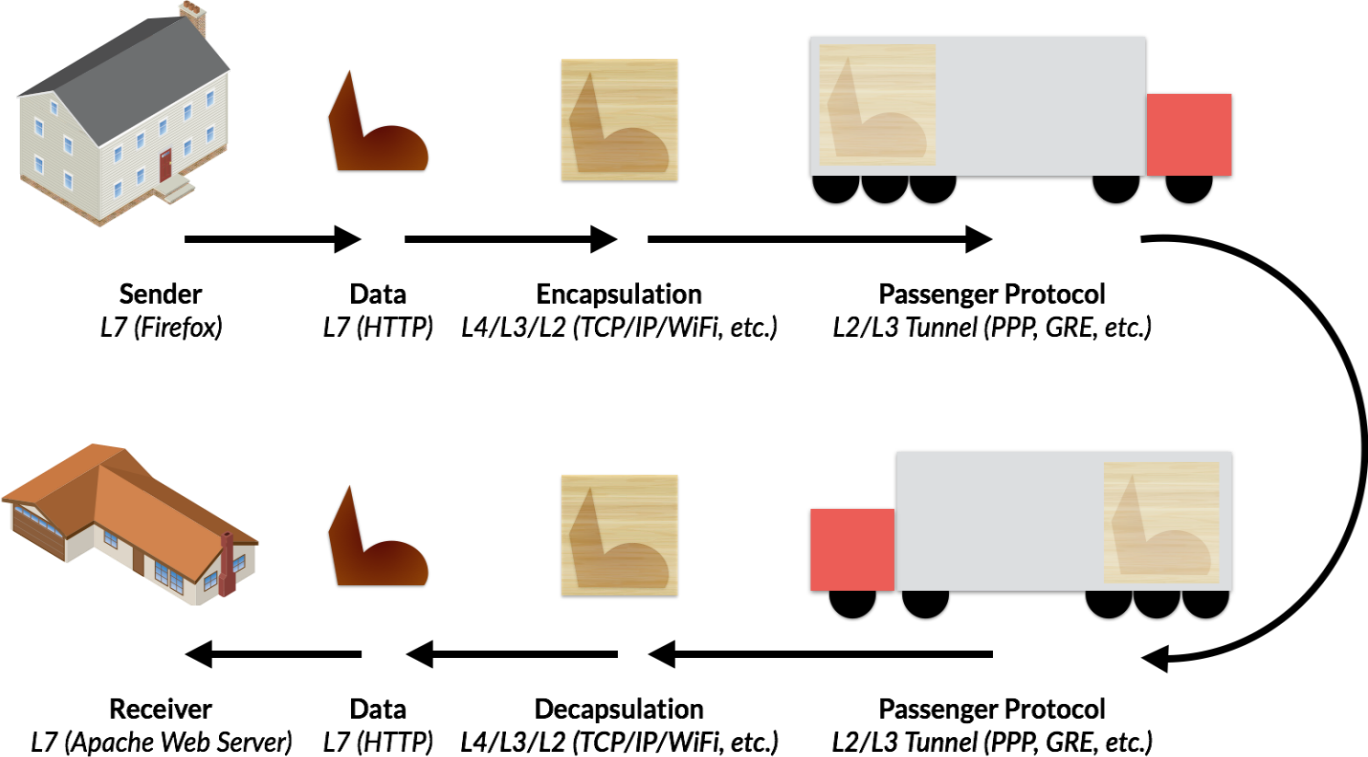 Sender
L7 (Firefox)
Data
L7 (HTTP)
Encapsulation
L4/L3/L2 (TCP/IP/WiFi, etc.)
Passenger Protocol
L2/L3 Tunnel (PPP, GRE, etc.)
Receiver
L7 (Apache Web Server)
Data
L7 (HTTP)
Decapsulation
L4/L3/L2 (TCP/IP/WiFi, etc.)
Passenger Protocol
L2/L3 Tunnel (PPP, GRE, etc.)